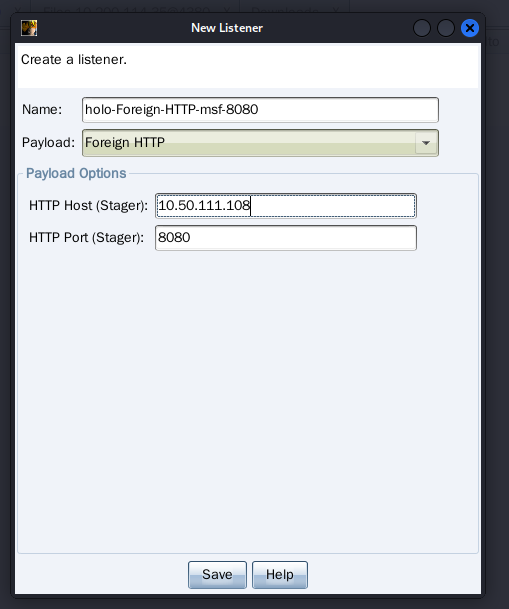 New Listener
Create a listener.
Name: holo-Foreign-HTTP-msf-8080
Payload: Foreign HTTP
Payload Options
HTTP Host (Stager): 10.50.111.108
HTTP Port (Stager): 8080
Save Help